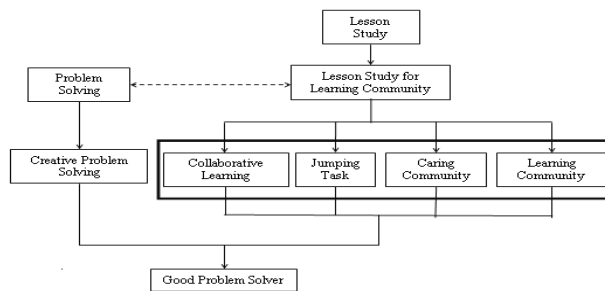 Lesson
Study
Problem
Solving
Lesson Study for
Learning Community
Creative Problem
Solving
Collaborative
Learning
Jumping
Task
Caring
Community
Learning
Community
Good Problem Solver